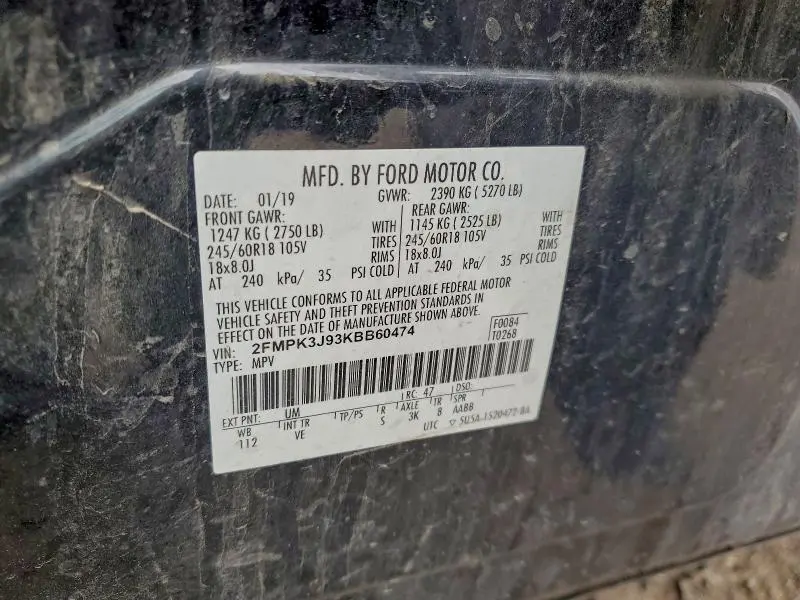 MFD. BY FORD MOTOR CO.
DATE: 01/19 GVWR: 2390 KG ( 5270 LB)
FRONT GAWR: REAR GAWR:
1247 KG ( 2750 LB) WITH 1145 KG ( 2525 LB) WITH
245/60R18 105V TIRES 245/60R18 105V TIRES
18x8.0J RIMS 18x8.0J RIMS
AT 240 kPa/ 35 PSI COLD AT 240 kPa/ 35 PSI COLD
THIS VEHICLE CONFORMS TO ALL APPLICABLE FEDERAL MOTOR
VEHICLE SAFETY AND THEFT PREVENTION STANDARDS IN
EFFECT ON THE DATE OF MANUFACTURE SHOWN ABOVE.
VIN: 2FMPK3J93KBB60474 F0084
TYPE: MPV T0268
EXT PNT: UM RC: 47 DSO:
WB INT TR TP/PS R AXLE TR SPR
112 VE S 3K 8 AABB
UTC 5U5A-1520472-BA